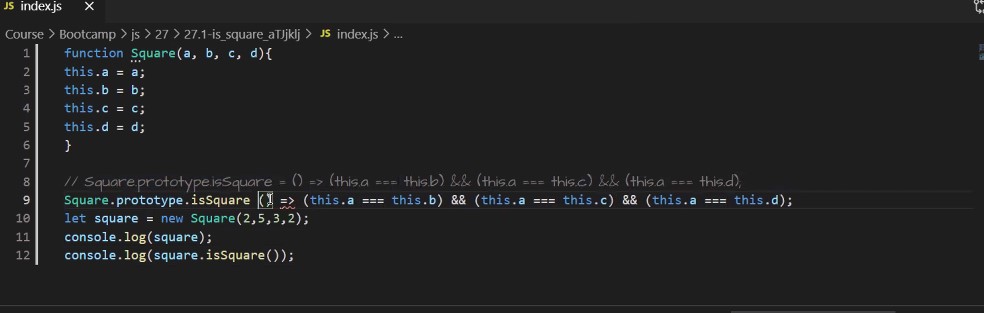 JS index.js ×
Course > Bootcamp > js > 27 > 27.1-is_square_aTJjklj > JS index.js > ...
1 function Square(a, b, c, d){
2 this.a = a;
3 this.b = b;
4 this.c = c;
5 this.d = d;
6 }
7
8 // Square.prototype.isSquare = () => (this.a === this.b) && (this.a === this.c) && (this.a === this.d);
9 Square.prototype.isSquare () => (this.a === this.b) && (this.a === this.c) && (this.a === this.d);
10 let square = new Square(2,5,3,2);
11 console.log(square);
12 console.log(square.isSquare());